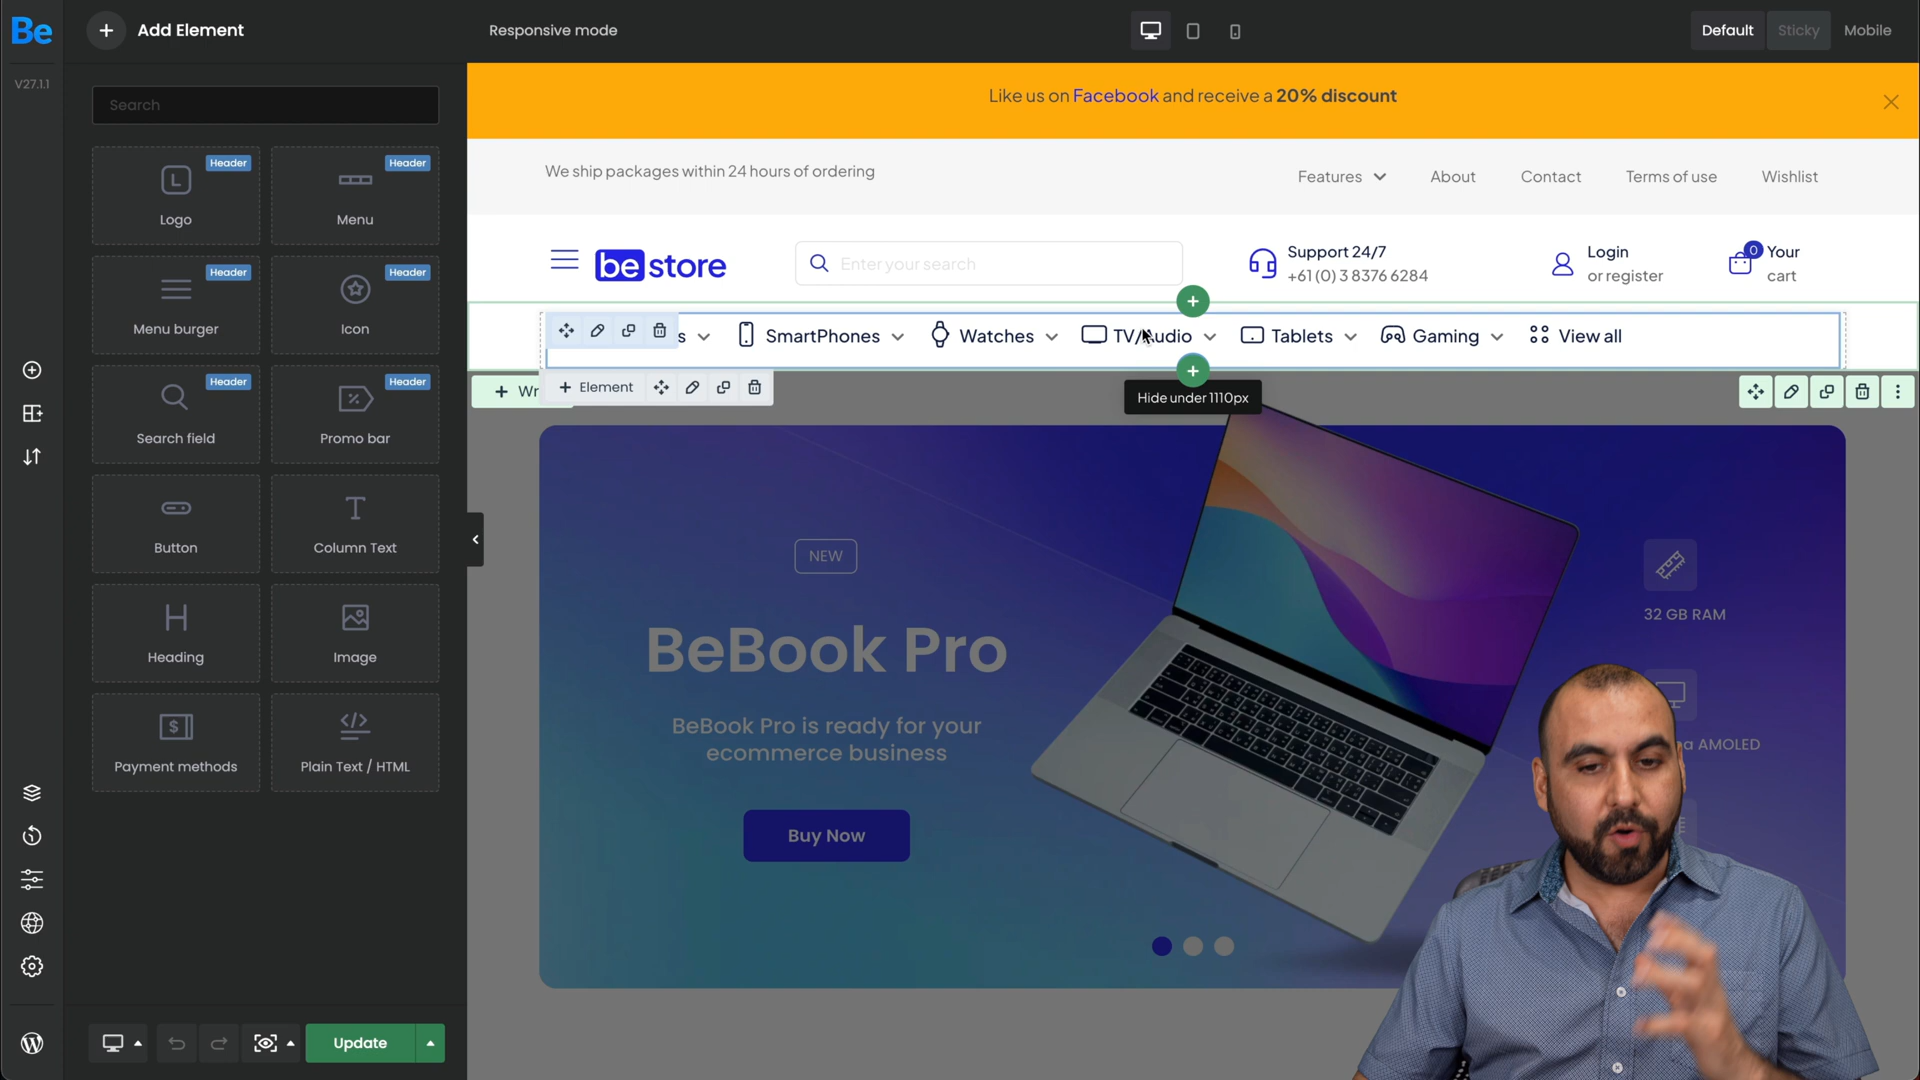 Be
Add Element
Responsive mode
Default
Sticky
Mobile
V27.1.1
Search
Header
Header
L
Logo
Menu
Header
Header
Menu burger
Icon
Header
Header
Search field
Promo bar
Button
T
Column Text
H
Heading
Image
$
Payment methods
Plain Text / HTML
Update
Like us on Facebook and receive a 20% discount
We ship packages within 24 hours of ordering
Features
About
Contact
Terms of use
Wishlist
be store
Enter your search
Support 24/7
+61 (0) 3 8376 6284
Login
or register
0
Your
cart
s
SmartPhones
Watches
TV/Audio
Tablets
Gaming
View all
+ Wr
+ Element
Hide under 1110px
NEW
BeBook Pro
BeBook Pro is ready for your
ecommerce business
Buy Now
32 GB RAM
a AMOLED